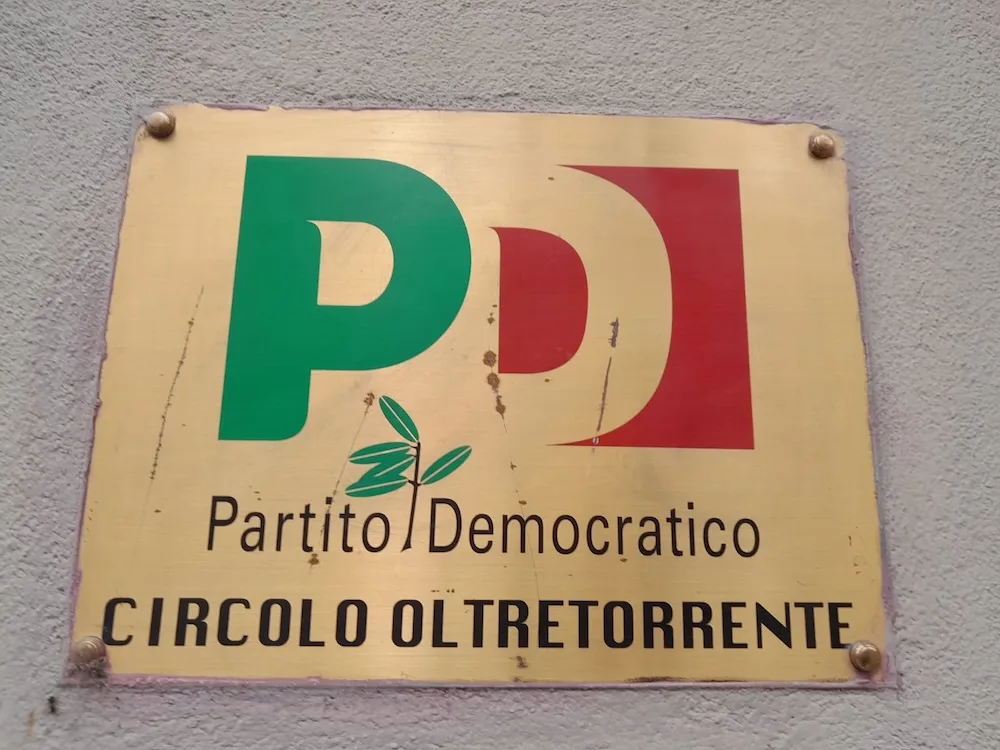 PD
Partito Democratico
CIRCOLO OLTRETORRENTE